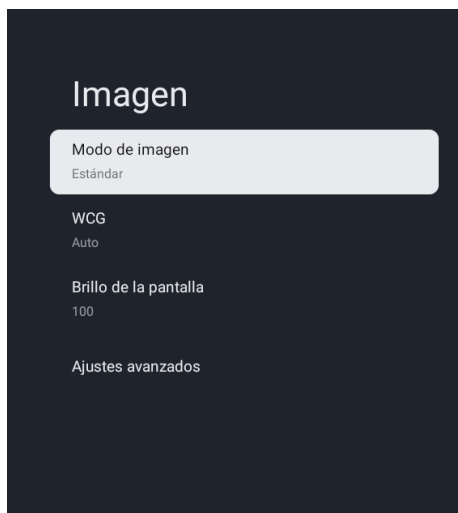 Imagen
Modo de imagen
Estándar
WCG
Auto
Brillo de la pantalla
100
Ajustes avanzados